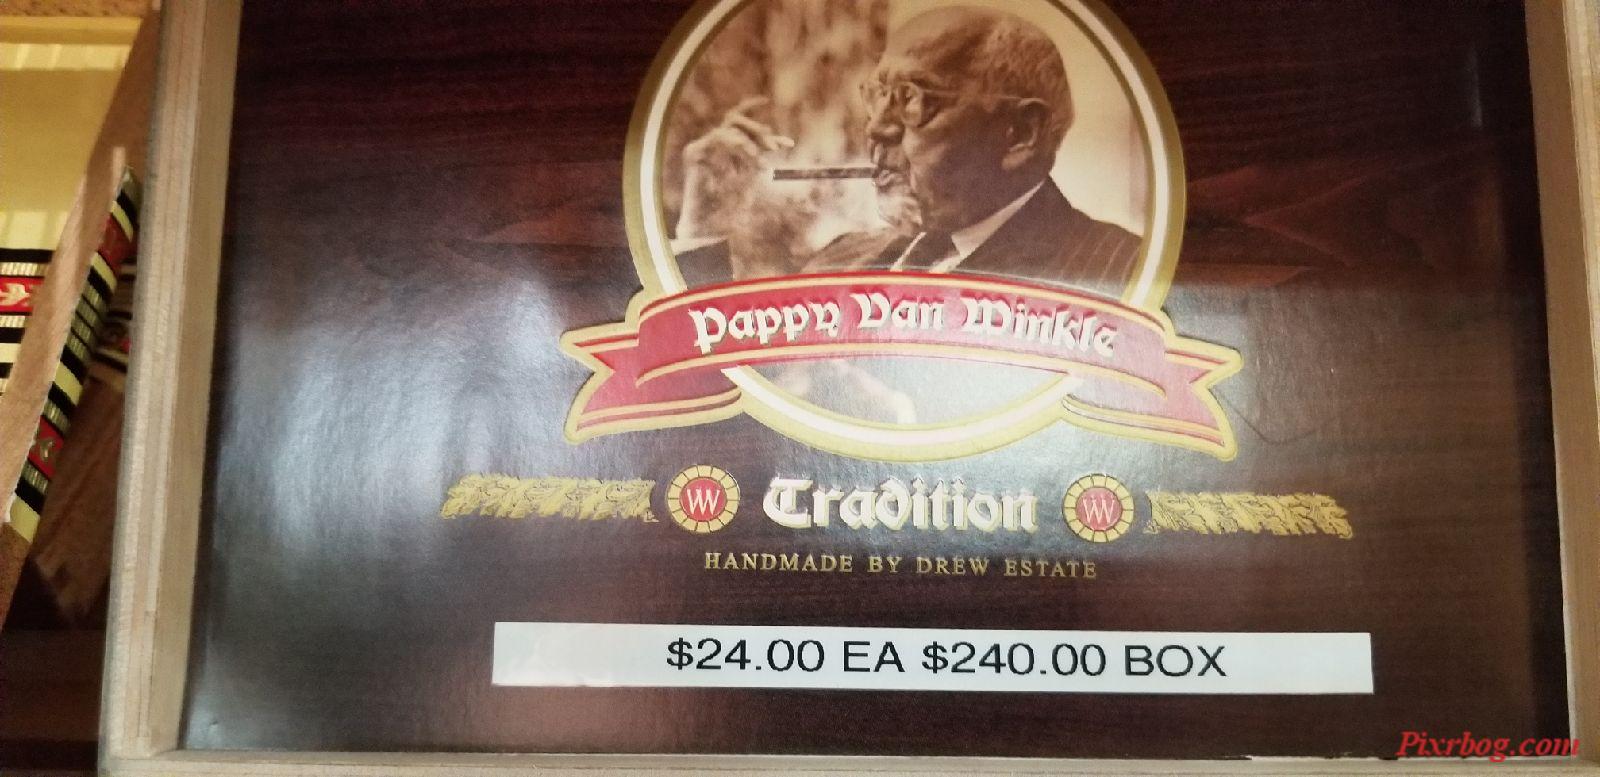 Pappy Van Winkle
W Tradition W
HANDMADE BY DREW ESTATE
$24.00 EA $240.00 BOX
Pixrbog.com